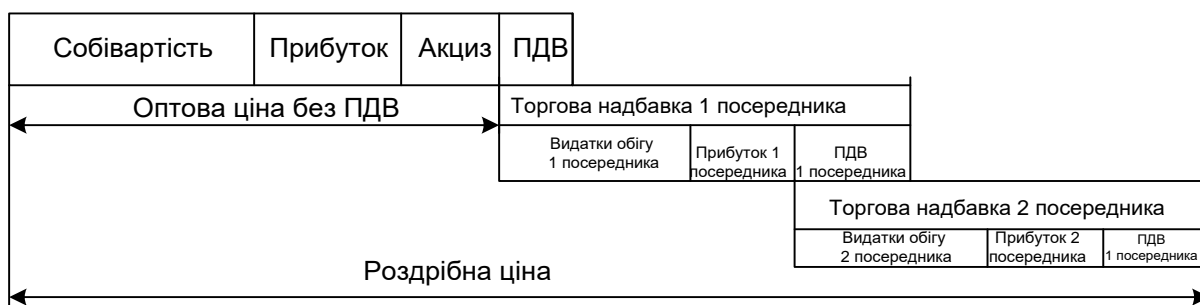 Собівартість Прибуток Акциз ПДВ
Оптова ціна без ПДВ
Торгова надбавка 1 посередника
Видатки обігу
1 посередника
Прибуток 1
посередника
ПДВ
1 посередника
Торгова надбавка 2 посередника
Видатки обігу
2 посередника
Прибуток 2
посередника
ПДВ
1 посередника
Роздрібна ціна